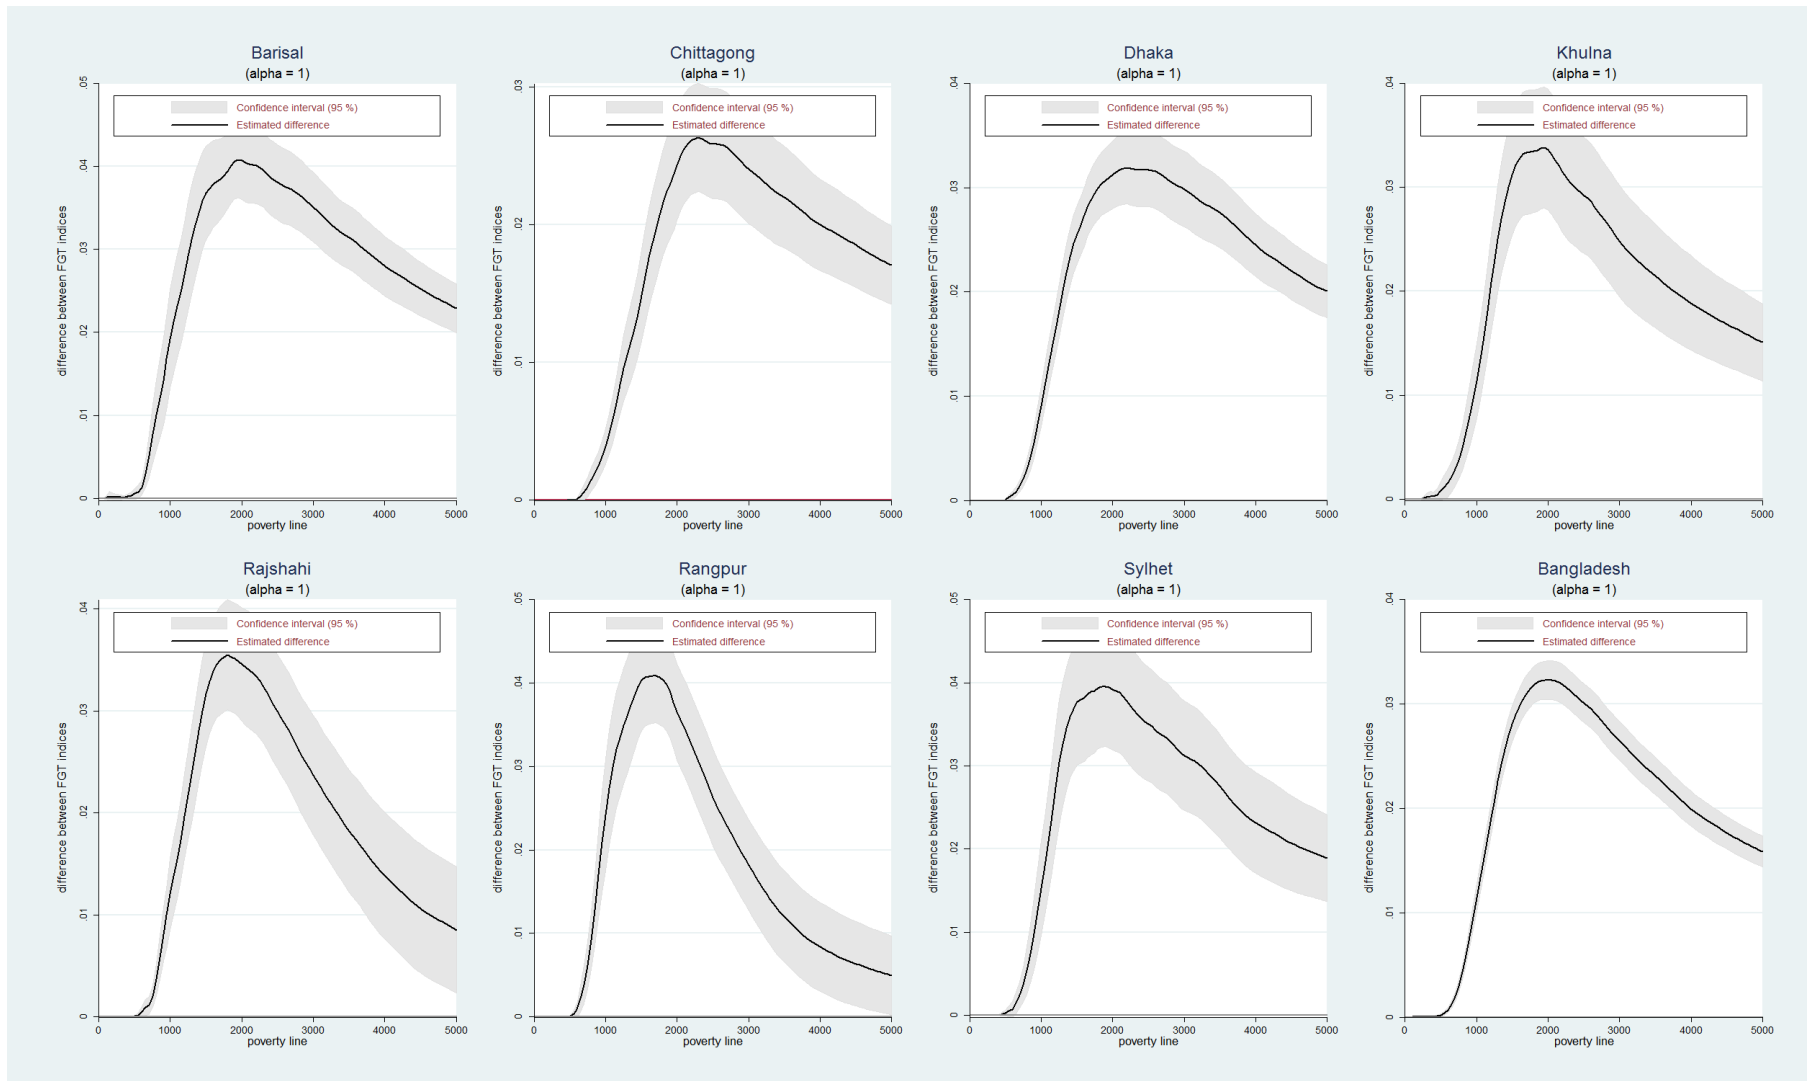 Barisal
(alpha = 1)
Confidence interval (95 %)
Estimated difference
difference between FGT indices
0 .01 .02 .03 .04 .05
0 1000 2000 3000 4000 5000
poverty line
Chittagong
(alpha = 1)
Confidence interval (95 %)
Estimated difference
difference between FGT indices
0 .01 .02 .03
0 1000 2000 3000 4000 5000
poverty line
Dhaka
(alpha = 1)
Confidence interval (95 %)
Estimated difference
difference between FGT indices
0 .01 .02 .03 .04
0 1000 2000 3000 4000 5000
poverty line
Khulna
(alpha = 1)
Confidence interval (95 %)
Estimated difference
difference between FGT indices
0 .01 .02 .03 .04
0 1000 2000 3000 4000 5000
poverty line
Rajshahi
(alpha = 1)
Confidence interval (95 %)
Estimated difference
difference between FGT indices
0 .01 .02 .03 .04
0 1000 2000 3000 4000 5000
poverty line
Rangpur
(alpha = 1)
Confidence interval (95 %)
Estimated difference
difference between FGT indices
0 .01 .02 .03 .04 .05
0 1000 2000 3000 4000 5000
poverty line
Sylhet
(alpha = 1)
Confidence interval (95 %)
Estimated difference
difference between FGT indices
0 .01 .02 .03 .04 .05
0 1000 2000 3000 4000 5000
poverty line
Bangladesh
(alpha = 1)
Confidence interval (95 %)
Estimated difference
difference between FGT indices
0 .01 .02 .03 .04
0 1000 2000 3000 4000 5000
poverty line